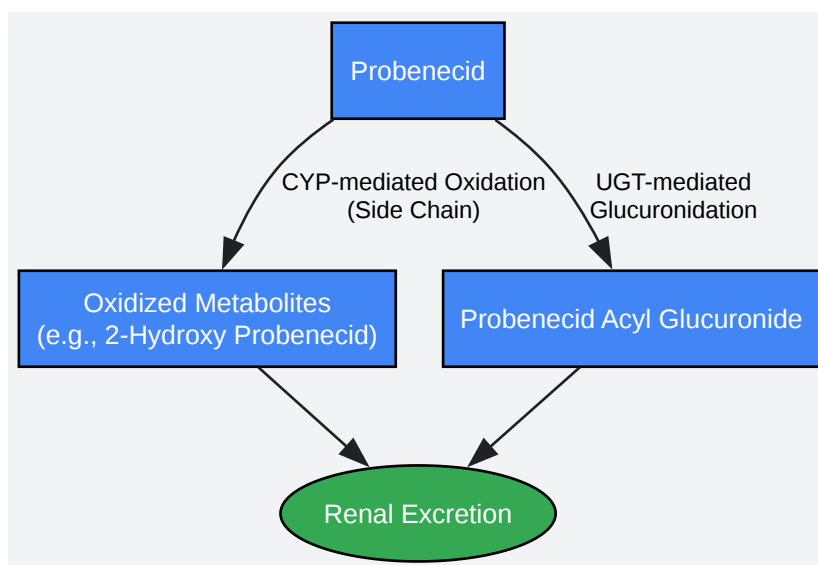 Probenecid
CYP-mediated Oxidation
(Side Chain)
UGT-mediated
Glucuronidation
Oxidized Metabolites
(e.g., 2-Hydroxy Probenecid)
Probenecid Acyl Glucuronide
Renal Excretion